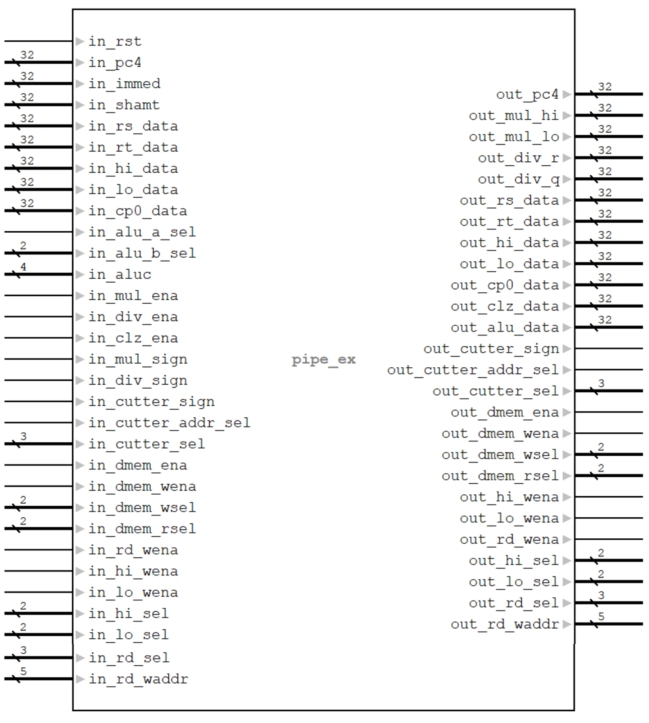 in_rst
32 in_pc4
32 in_immed
32 in_shamt
32 in_rs_data
32 in_rt_data
32 in_hi_data
32 in_lo_data
32 in_cp0_data
in_alu_a_sel
2 in_alu_b_sel
4 in_aluc
in_mul_ena
in_div_ena
in_clz_ena
in_mul_sign
in_div_sign
in_cutter_sign
in_cutter_addr_sel
3 in_cutter_sel
in_dmem_ena
in_dmem_wena
2 in_dmem_wsel
2 in_dmem_rsel
in_rd_wena
in_hi_wena
in_lo_wena
2 in_hi_sel
2 in_lo_sel
3 in_rd_sel
5 in_rd_waddr
pipe_ex
out_pc4 32
out_mul_hi 32
out_mul_lo 32
out_div_r 32
out_div_q 32
out_rs_data 32
out_rt_data 32
out_hi_data 32
out_lo_data 32
out_cp0_data 32
out_clz_data 32
out_alu_data 32
out_cutter_sign
out_cutter_addr_sel
out_cutter_sel 3
out_dmem_ena
out_dmem_wena
out_dmem_wsel 2
out_dmem_rsel 2
out_hi_wena
out_lo_wena
out_rd_wena
out_hi_sel 2
out_lo_sel 2
out_rd_sel 3
out_rd_waddr 5